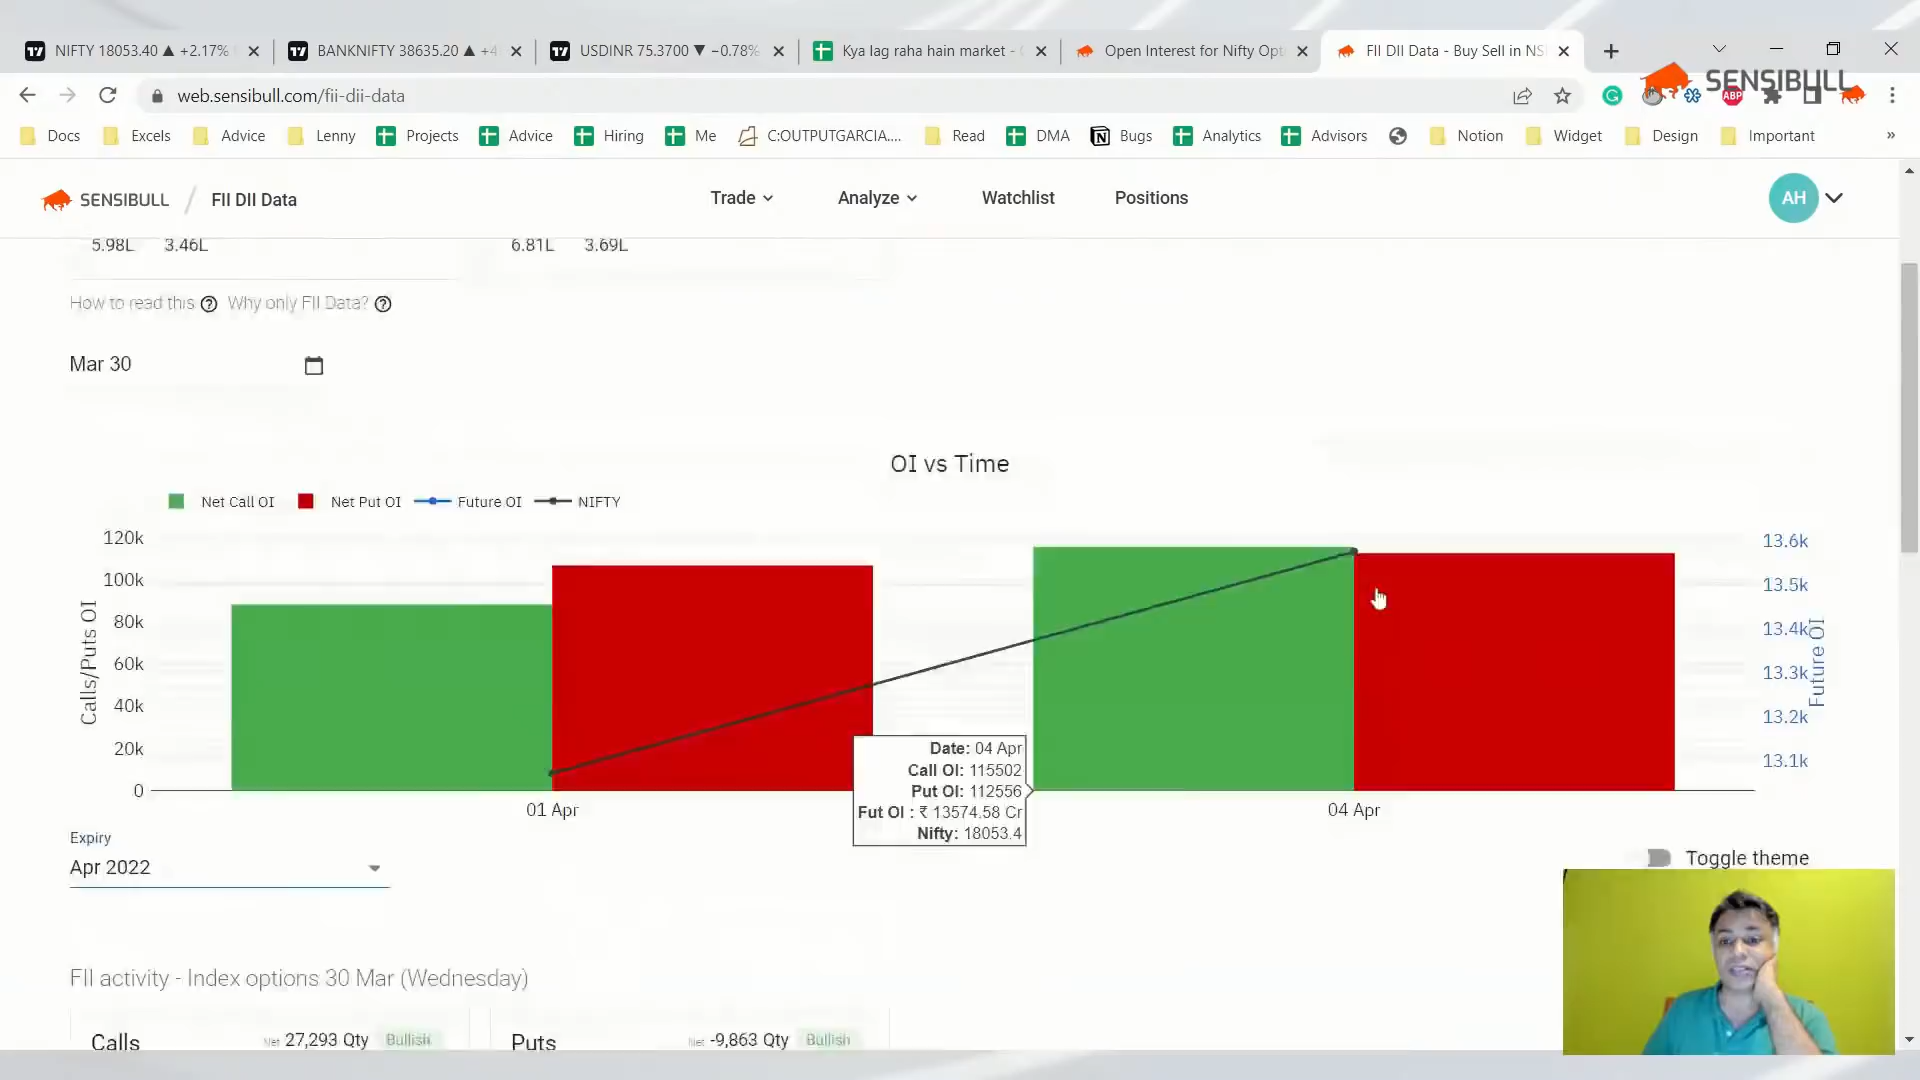 NIFTY 18053.40 ▲ +2.17%
BANKNIFTY 38635.20 ▲ +4
USDINR 75.3700 ▼ −0.78%
Kya lag raha hain market -
Open Interest for Nifty Opt
FII DII Data - Buy Sell in NS
web.sensibull.com/fii-dii-data
SENSIBULL
ABP
Docs
Excels
Advice
Lenny
Projects
Advice
Hiring
Me
C:OUTPUTGARCIA....
Read
DMA
Bugs
Analytics
Advisors
Notion
Widget
Design
Important
»
SENSIBULL / FII DII Data
Trade
Analyze
Watchlist
Positions
AH
5.98L 3.46L
6.81L 3.69L
How to read this ? Why only FII Data? ?
Mar 30
OI vs Time
Net Call OI Net Put OI Future OI NIFTY
120k
100k
80k
60k
40k
20k
0
Calls/Puts OI
13.6k
13.5k
13.4k
13.3k
13.2k
13.1k
Future OI
Date: 04 Apr
Call OI: 115502
Put OI: 112556
Fut OI : ₹ 13574.58 Cr
Nifty: 18053.4
01 Apr
04 Apr
Expiry
Apr 2022
Toggle theme
FII activity - Index options 30 Mar (Wednesday)
Calls Net 27,293 Qty Bullish
Puts Net -9,863 Qty Bullish